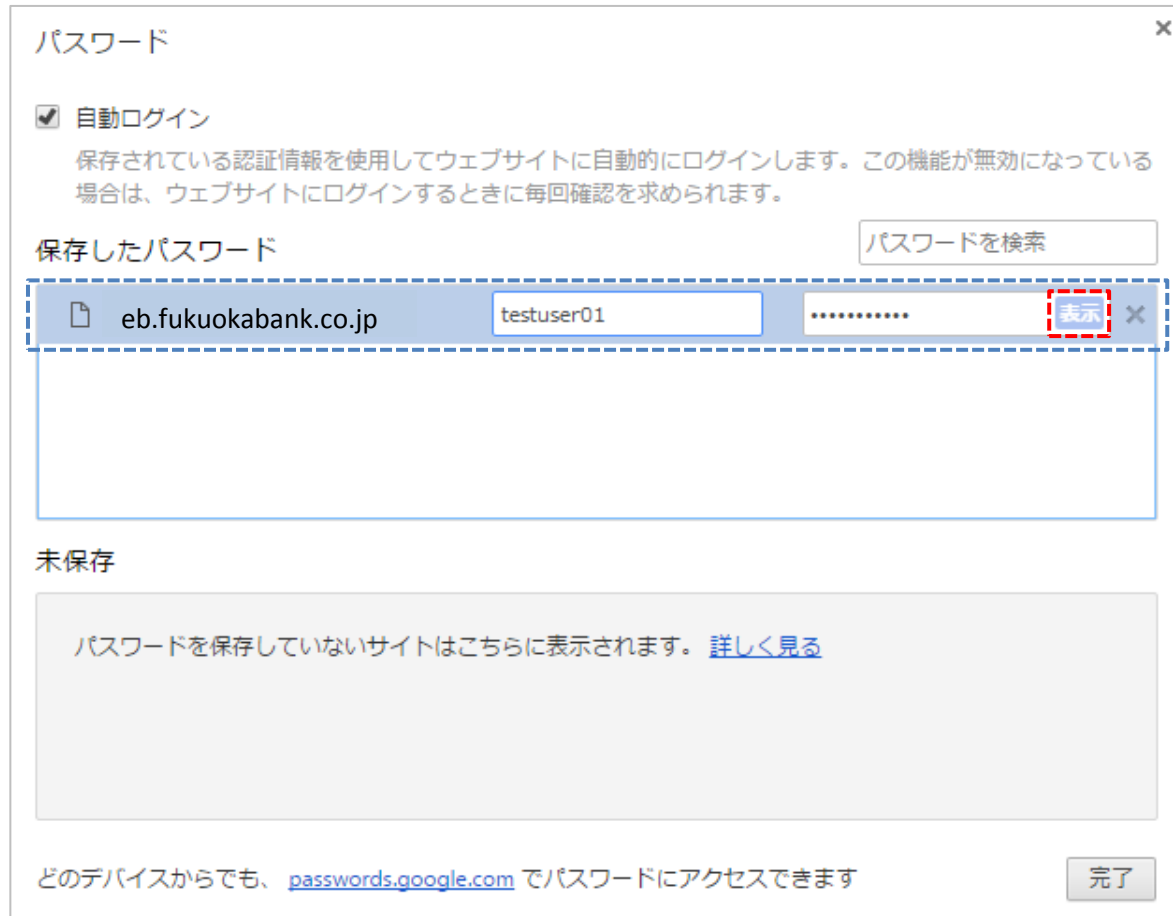 パスワード
自動ログイン
保存されている認証情報を使用してウェブサイトに自動的にログインします。この機能が無効になっている
場合は、ウェブサイトにログインするときに毎回確認を求められます。
保存したパスワード
パスワードを検索
eb.fukuokabank.co.jp testuser01 ••••••••••• 表示
未保存
パスワードを保存していないサイトはこちらに表示されます。 詳しく見る
どのデバイスからでも、 passwords.google.com でパスワードにアクセスできます
完了